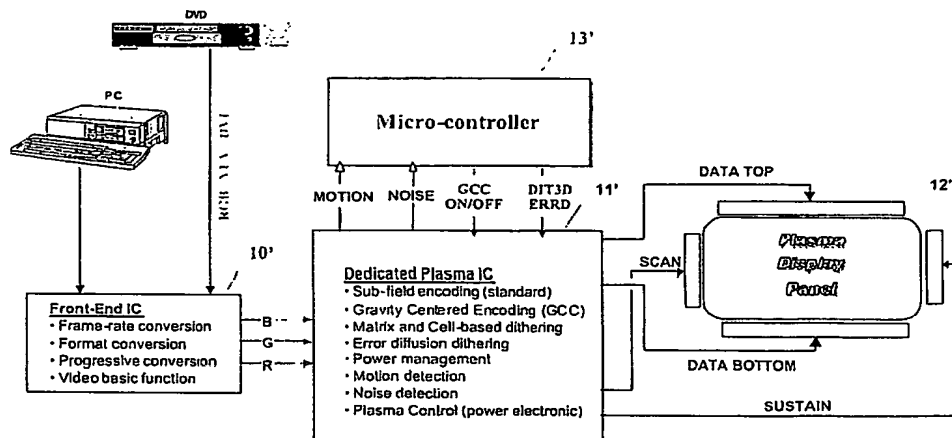 DVD
PC
RGB VIA DVD
13'
Micro-controller
MOTION
NOISE
GCC
ON/OFF
DIT3D
ERRD
11'
DATA TOP
12'
SCAN
Plasma
Display
Panel
DATA BOTTOM
SUSTAIN
10'
Front-End IC
• Frame-rate conversion
• Format conversion
• Progressive conversion
• Video basic function
B
G
R
Dedicated Plasma IC
• Sub-field encoding (standard)
• Gravity Centered Encoding (GCC)
• Matrix and Cell-based dithering
• Error diffusion dithering
• Power management
• Motion detection
• Noise detection
• Plasma Control (power electronic)